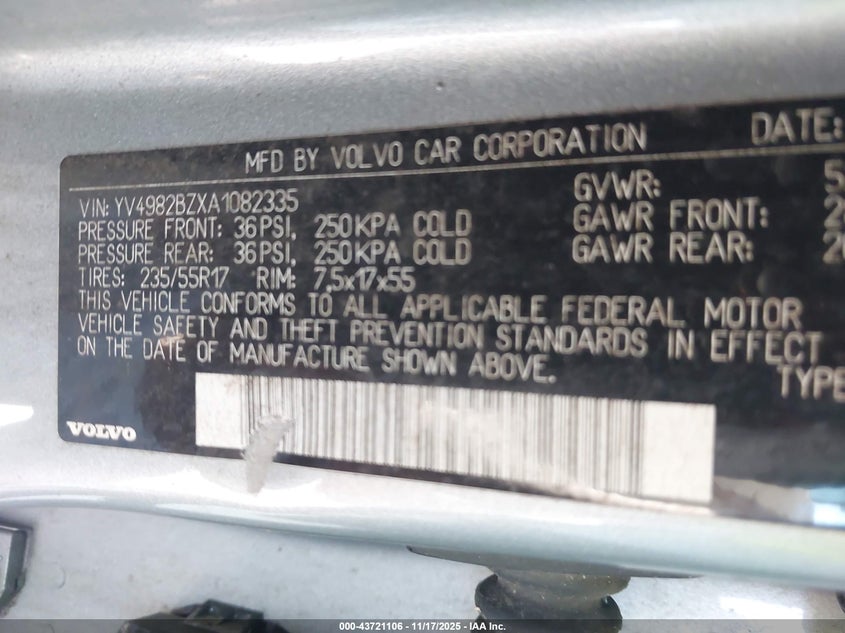 MFD BY VOLVO CAR CORPORATION DATE:
VIN: YV4982BZXA1082335
GVWR: 5
PRESSURE FRONT: 36PSI, 250KPA COLD
GAWR FRONT: 2
PRESSURE REAR: 36PSI, 250KPA COLD
GAWR REAR: 2
TIRES: 235/55R17 RIM: 7,5x17x55
THIS VEHICLE CONFORMS TO ALL APPLICABLE FEDERAL MOTOR
VEHICLE SAFETY AND THEFT PREVENTION STANDARDS IN EFFECT
ON THE DATE OF MANUFACTURE SHOWN ABOVE.
TYPE
VOLVO
000-43721106 - 11/17/2025 - IAA Inc.